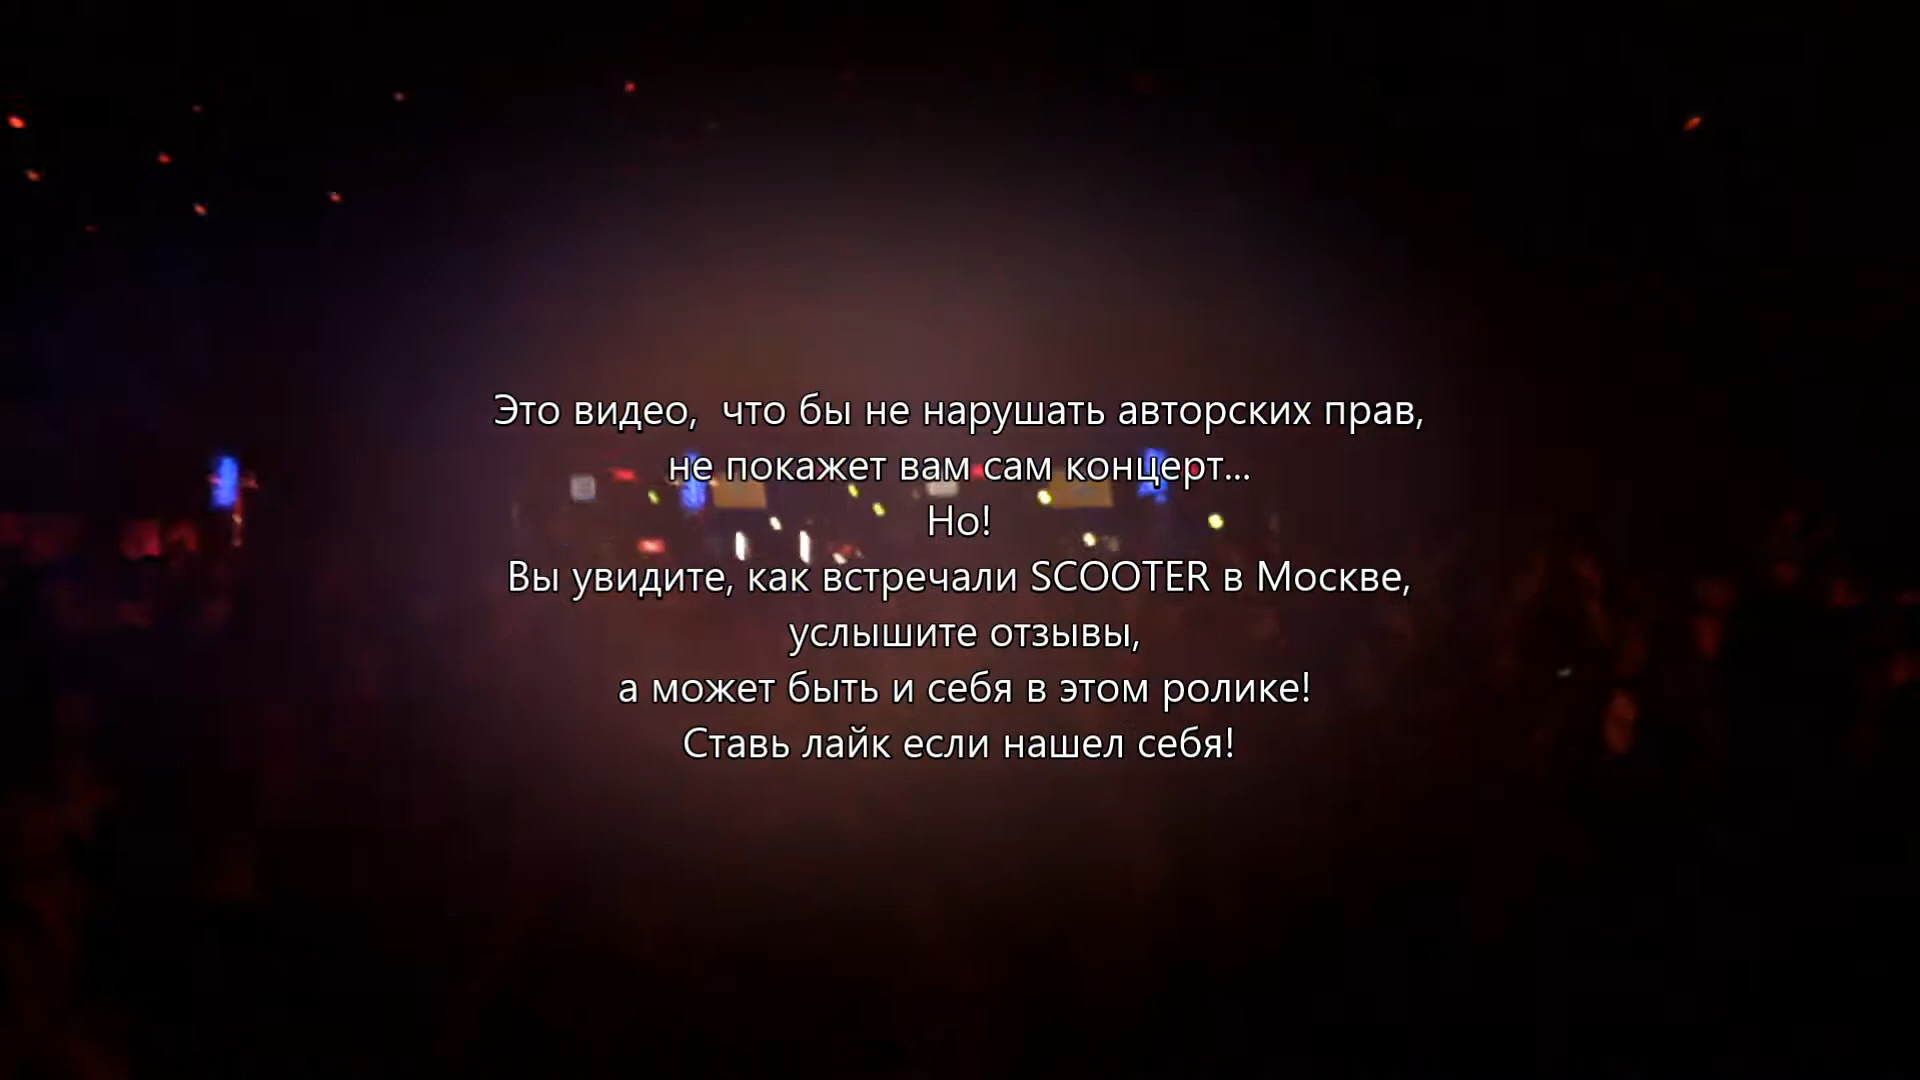 Это видео,  что бы не нарушать авторских прав,
не покажет вам сам концерт...
Но!
Вы увидите, как встречали SCOOTER в Москве,
услышите отзывы,
а может быть и себя в этом ролике!
Ставь лайк если нашел себя!